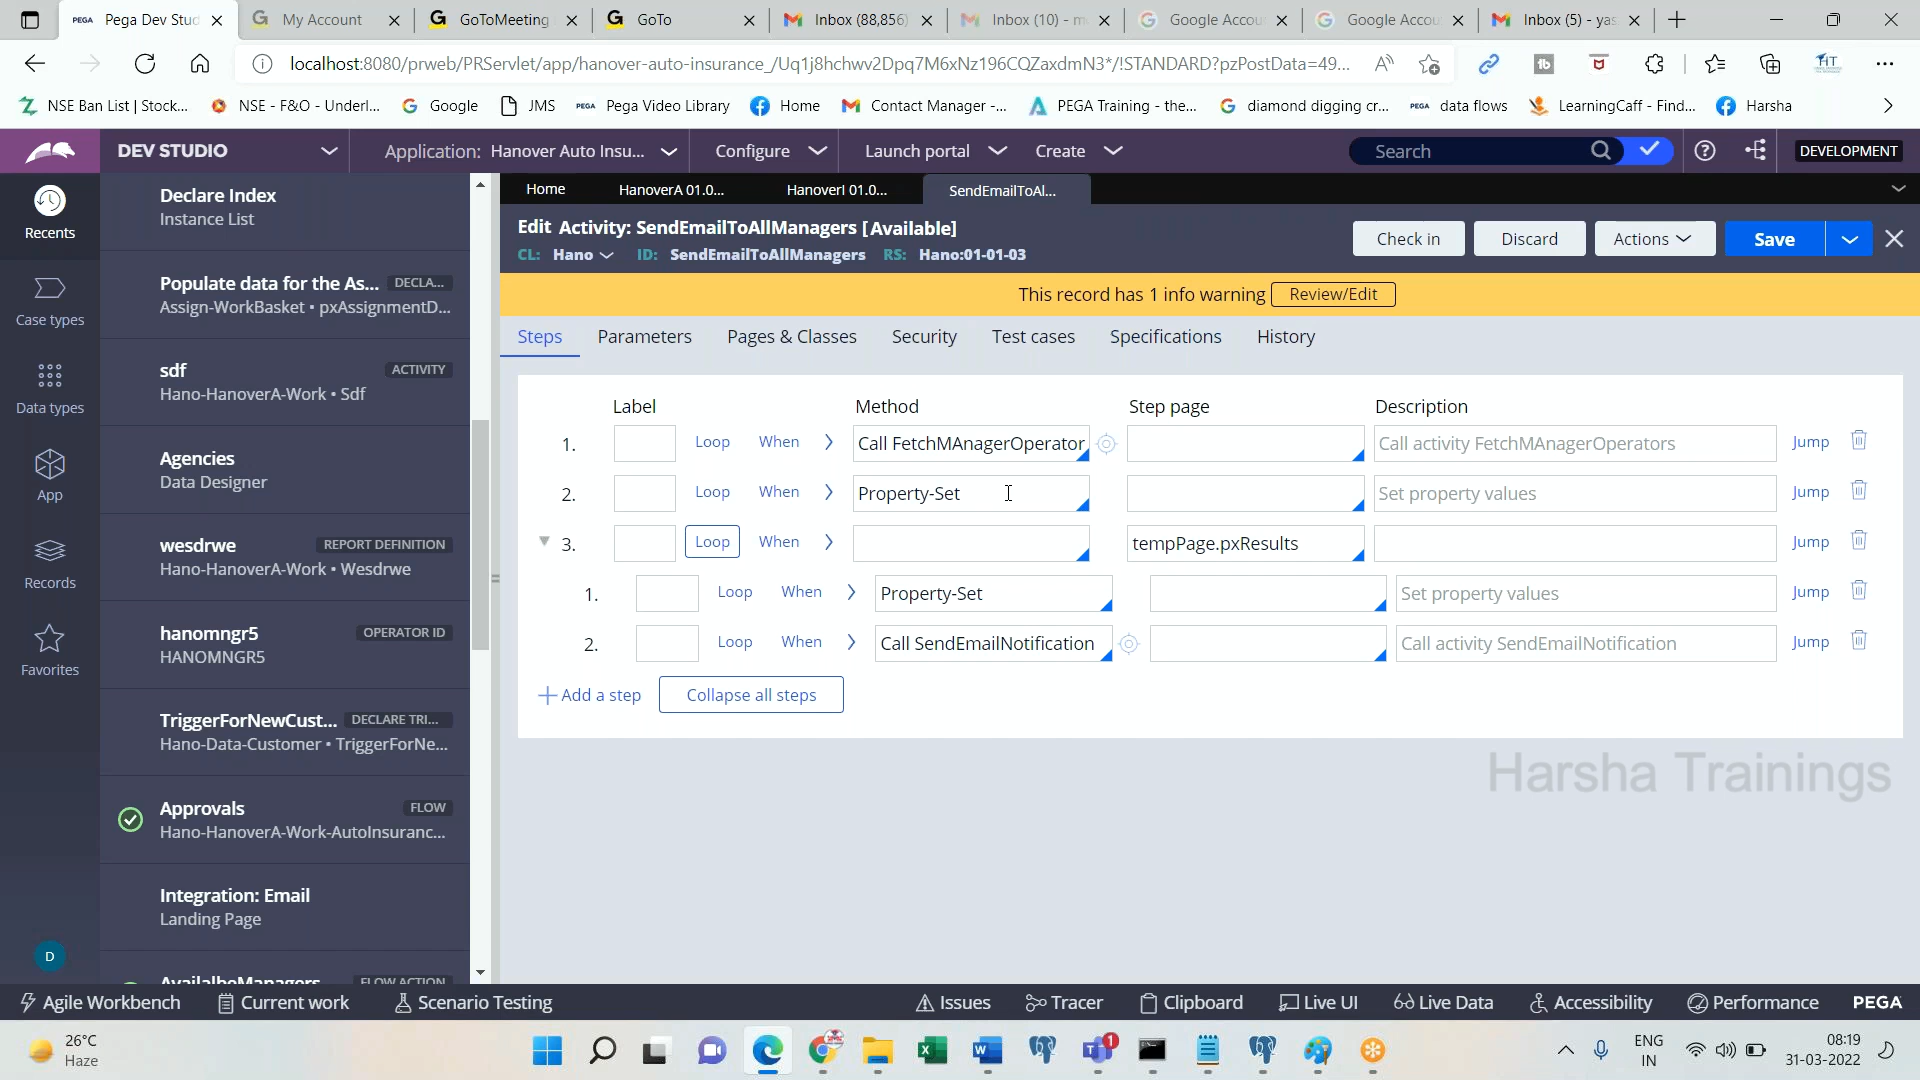 Pega Dev Stud
My Account
GoToMeeting
GoTo
Inbox (88,856)
Inbox (10) - m
Google Accou
Google Accou
Inbox (5) - yas
localhost:8080/prweb/PRServlet/app/hanover-auto-insurance_/Uq1j8hchwv2Dpq7M6xNz196CQZaxdmN3*/!STANDARD?pzPostData=49...
NSE Ban List | Stock...
NSE - F&O - Underl...
Google
JMS
Pega Video Library
Home
Contact Manager -...
PEGA Training - the...
diamond digging cr...
data flows
LearningCaff - Find...
Harsha
DEV STUDIO
Application: Hanover Auto Insu...
Configure
Launch portal
Create
Search
DEVELOPMENT
Recents
Case types
Data types
App
Records
Favorites
D
Declare Index
Instance List
Populate data for the As... DECLA...
Assign-WorkBasket • pxAssignmentD...
sdf ACTIVITY
Hano-HanoverA-Work • Sdf
Agencies
Data Designer
wesdrwe REPORT DEFINITION
Hano-HanoverA-Work • Wesdrwe
hanomngr5 OPERATOR ID
HANOMNGR5
TriggerForNewCust... DECLARE TRI...
Hano-Data-Customer • TriggerForNe...
Approvals FLOW
Hano-HanoverA-Work-AutoInsuranc...
Integration: Email
Landing Page
AvailalbeManagers FLOW ACTION
Home
HanoverA 01.0...
HanoverI 01.0...
SendEmailToAl...
Edit Activity: SendEmailToAllManagers [Available]
CL: Hano ID: SendEmailToAllManagers RS: Hano:01-01-03
Check in
Discard
Actions
Save
This record has 1 info warning Review/Edit
Steps
Parameters
Pages & Classes
Security
Test cases
Specifications
History
Label Method Step page Description
1. Loop When Call FetchMAnagerOperator Call activity FetchMAnagerOperators Jump
2. Loop When Property-Set Set property values Jump
3. Loop When tempPage.pxResults Jump
1. Loop When Property-Set Set property values Jump
2. Loop When Call SendEmailNotification Call activity SendEmailNotification Jump
Add a step
Collapse all steps
Harsha Trainings
Agile Workbench
Current work
Scenario Testing
Issues
Tracer
Clipboard
Live UI
Live Data
Accessibility
Performance
PEGA
26°C
Haze
1
ENG
IN
08:19
31-03-2022